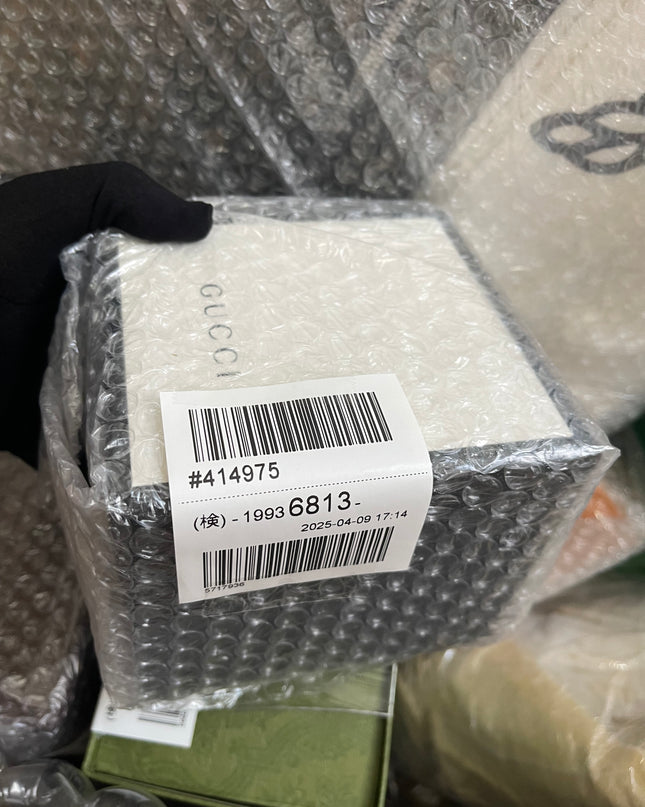 GUCCI
#414975
(検) - 1993 6813 -
2025-04-09 17:14
5717936